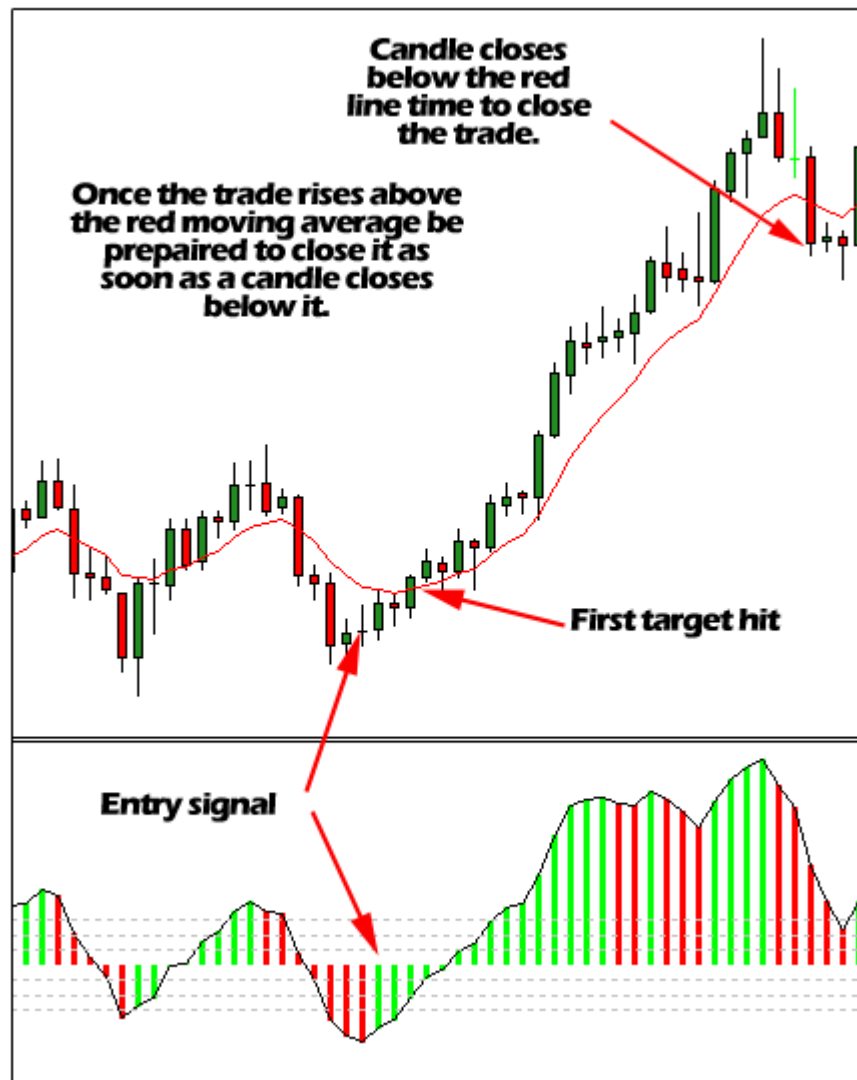 Candle closes
below the red
line time to close
the trade.
Once the trade rises above
the red moving average be
prepaired to close it as
soon as a candle closes
below it.
First target hit
Entry signal